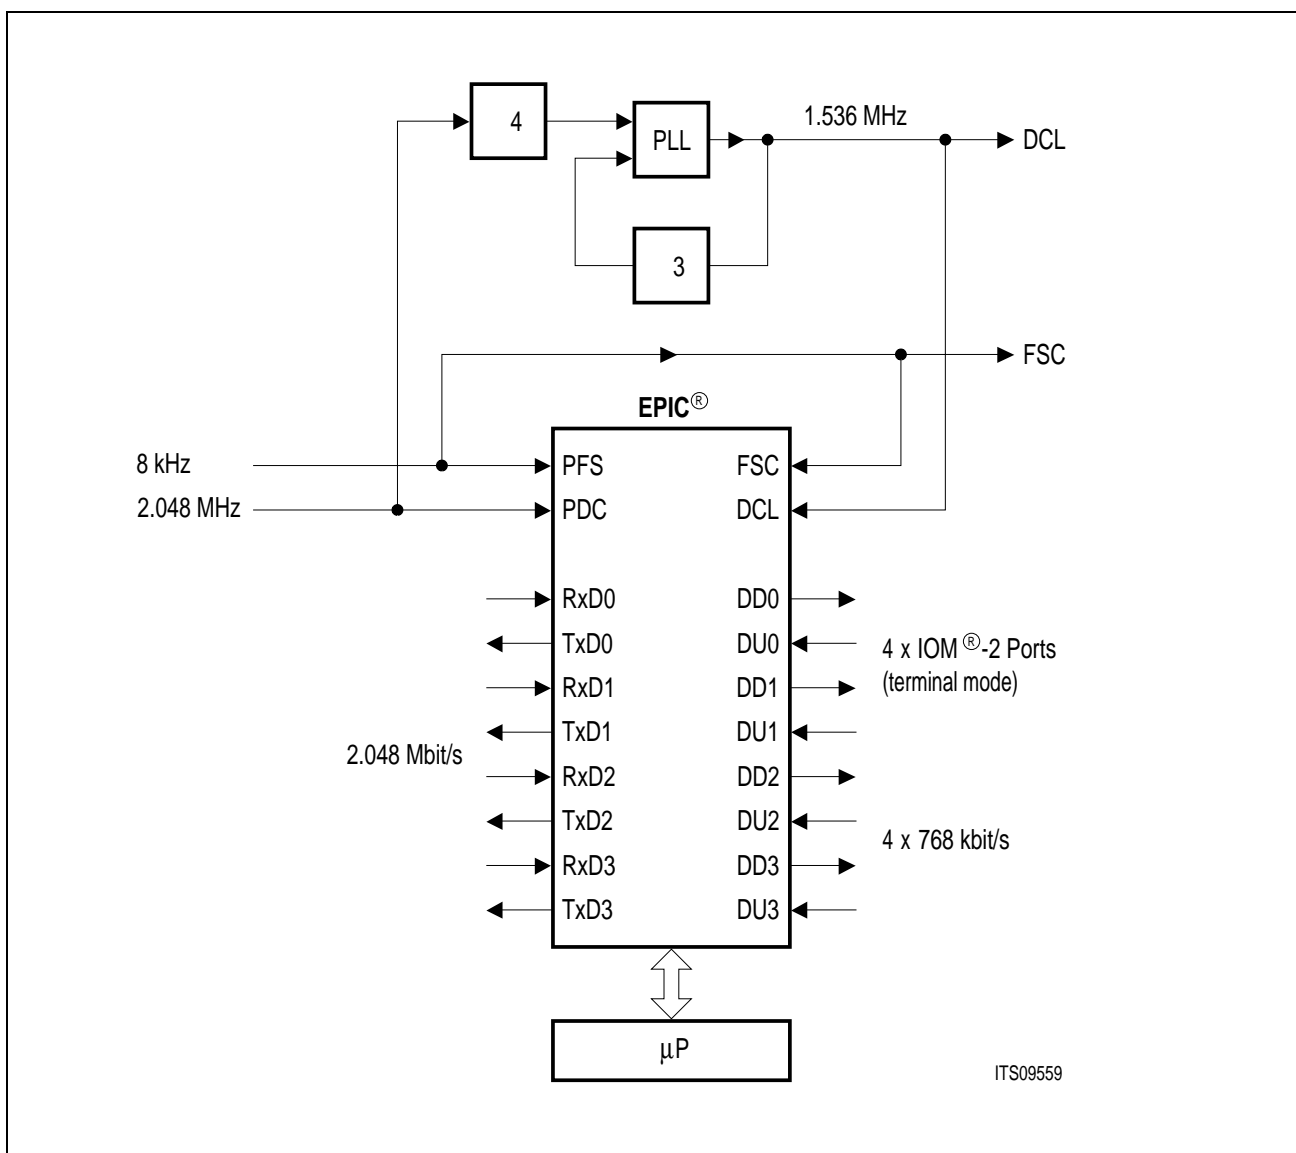 4
PLL
1.536 MHz
DCL
3
FSC
EPIC®
8 kHz
PFS
FSC
2.048 MHz
PDC
DCL
RxD0
DD0
TxD0
DU0
4 x IOM®-2 Ports
(terminal mode)
RxD1
DD1
TxD1
DU1
2.048 Mbit/s
RxD2
DD2
TxD2
DU2
4 x 768 kbit/s
RxD3
DD3
TxD3
DU3
µP
ITS09559